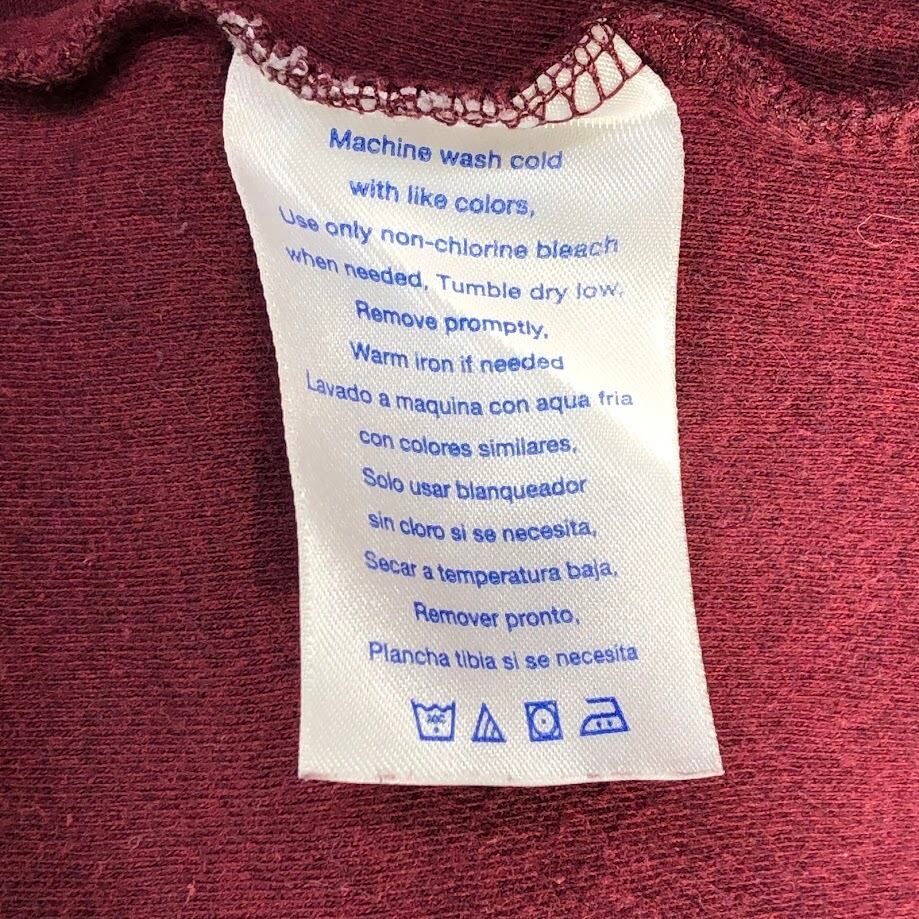 Machine wash cold
with like colors,
Use only non-chlorine bleach
when needed, Tumble dry low,
Remove promptly,
Warm iron if needed
Lavado a maquina con aqua fria
con colores similares,
Solo usar blanqueador
sin cloro si se necesita,
Secar a temperatura baja,
Remover pronto,
Plancha tibia si se necesita